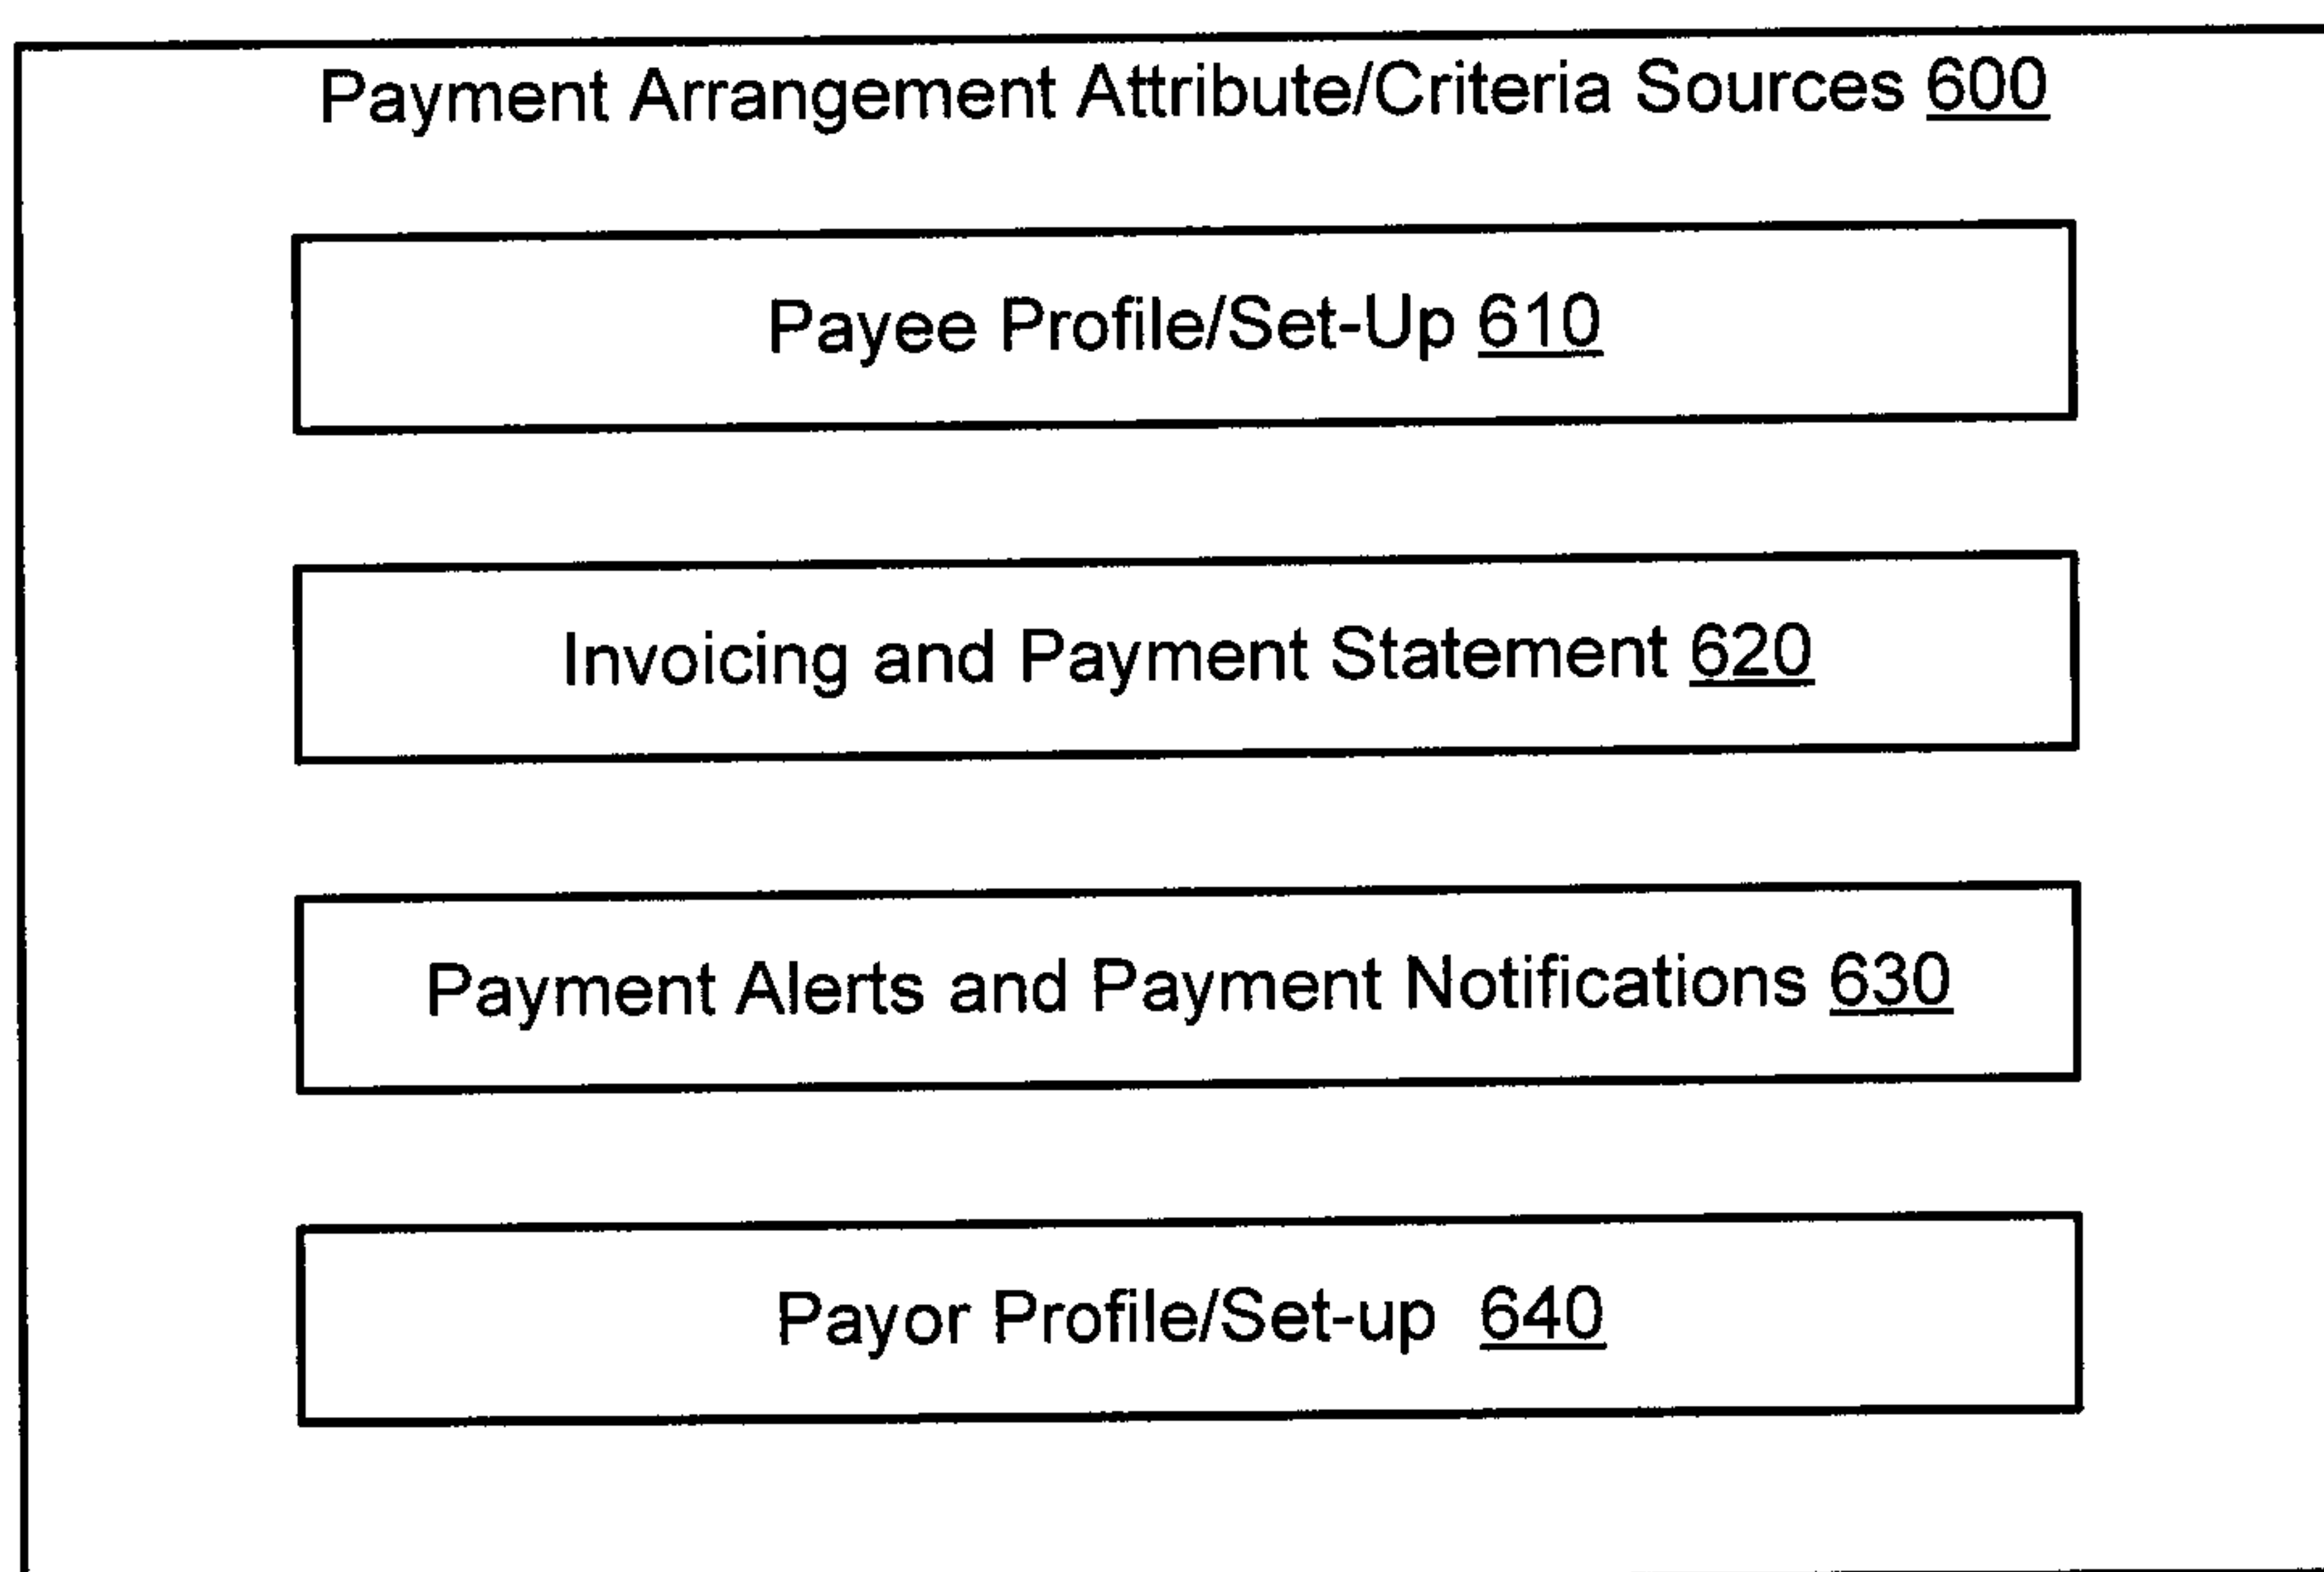 Payment Arrangement Attribute/Criteria Sources 600
Payee Profile/Set-Up 610
Invoicing and Payment Statement 620
Payment Alerts and Payment Notifications 630
Payor Profile/Set-up 640